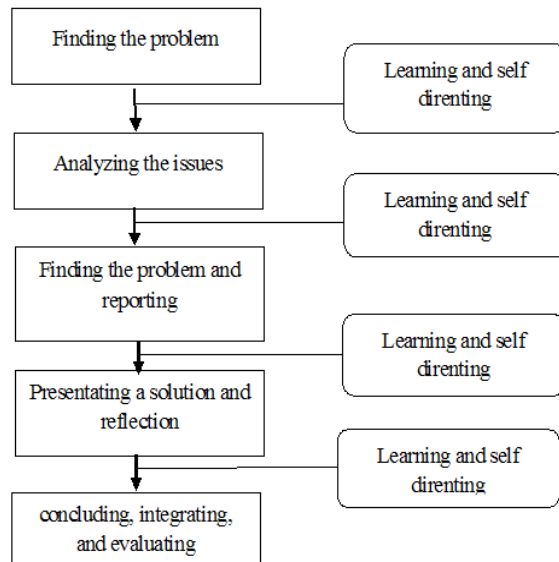 Finding the problem
Learning and self
direnting
Analyzing the issues
Learning and self
direnting
Finding the problem and
reporting
Learning and self
direnting
Presentating a solution and
reflection
Learning and self
direnting
concluding, integrating,
and evaluating